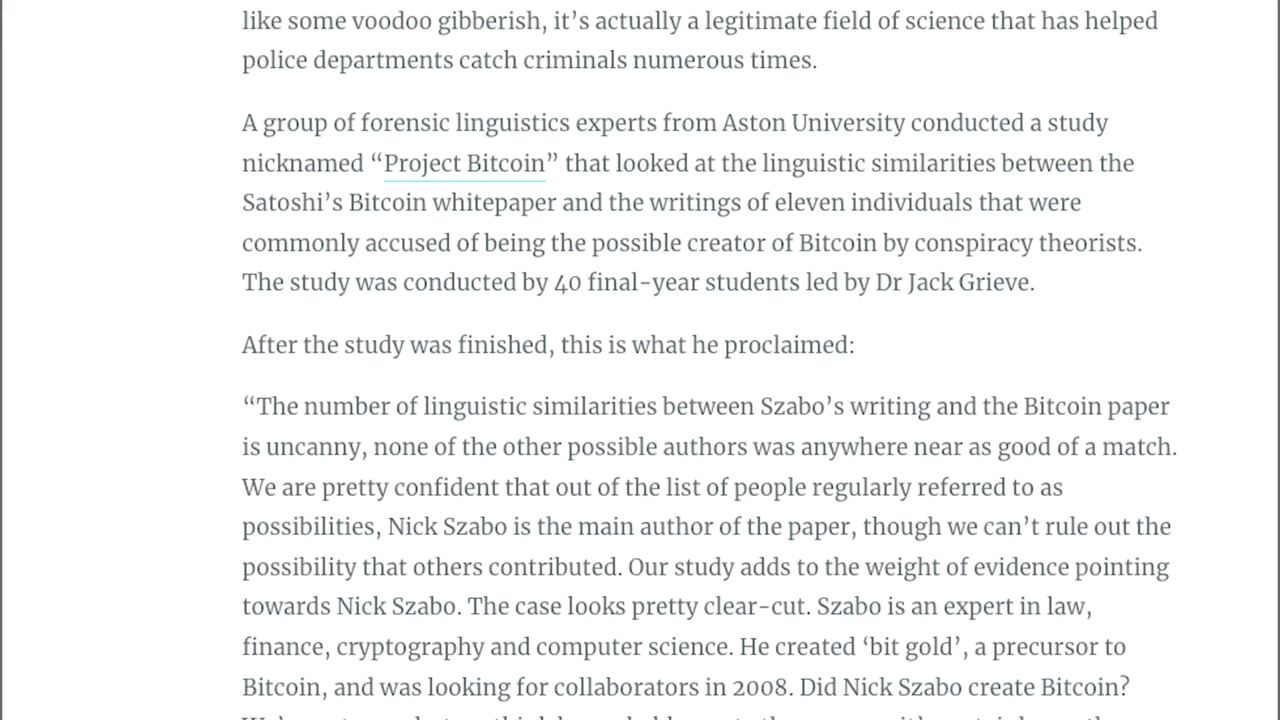 like some voodoo gibberish, it’s actually a legitimate field of science that has helped
police departments catch criminals numerous times.
A group of forensic linguistics experts from Aston University conducted a study
nicknamed “Project Bitcoin” that looked at the linguistic similarities between the
Satoshi’s Bitcoin whitepaper and the writings of eleven individuals that were
commonly accused of being the possible creator of Bitcoin by conspiracy theorists.
The study was conducted by 40 final-year students led by Dr Jack Grieve.
After the study was finished, this is what he proclaimed:
“The number of linguistic similarities between Szabo’s writing and the Bitcoin paper
is uncanny, none of the other possible authors was anywhere near as good of a match.
We are pretty confident that out of the list of people regularly referred to as
possibilities, Nick Szabo is the main author of the paper, though we can’t rule out the
possibility that others contributed. Our study adds to the weight of evidence pointing
towards Nick Szabo. The case looks pretty clear-cut. Szabo is an expert in law,
finance, cryptography and computer science. He created ‘bit gold’, a precursor to
Bitcoin, and was looking for collaborators in 2008. Did Nick Szabo create Bitcoin?